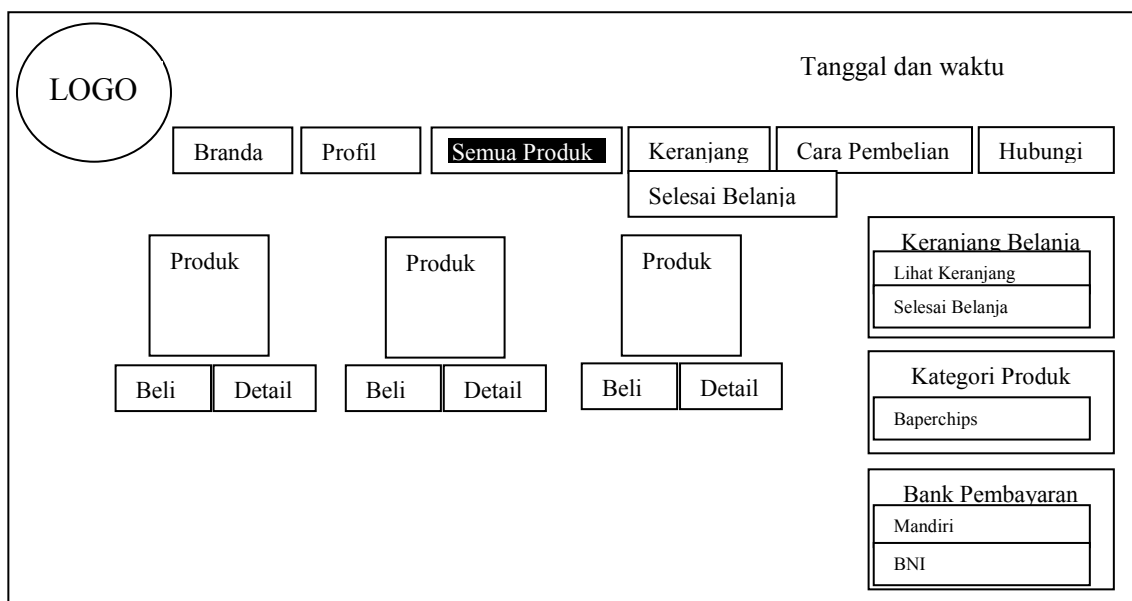 LOGO
Tanggal dan waktu
Branda
Profil
Semua Produk
Keranjang
Cara Pembelian
Hubungi
Selesai Belanja
Produk
Produk
Produk
Beli
Detail
Beli
Detail
Beli
Detail
Keranjang Belanja
Lihat Keranjang
Selesai Belanja
Kategori Produk
Baperchips
Bank Pembayaran
Mandiri
BNI